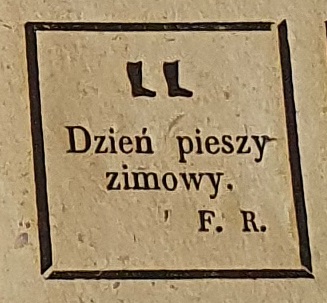 Dzień pieszy
zimowy.
F. R.